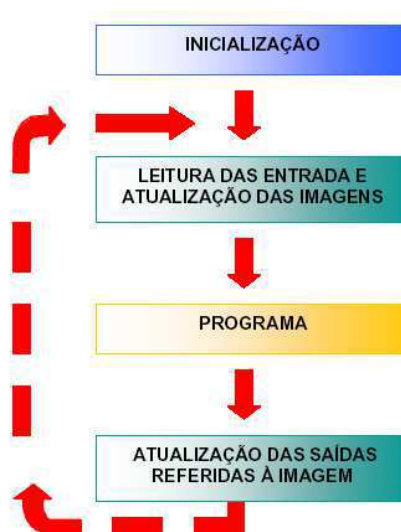 INICIALIZAÇÃO
LEITURA DAS ENTRADA E
ATUALIZAÇÃO DAS IMAGENS
PROGRAMA
ATUALIZAÇÃO DAS SAÍDAS
REFERIDAS À IMAGEM